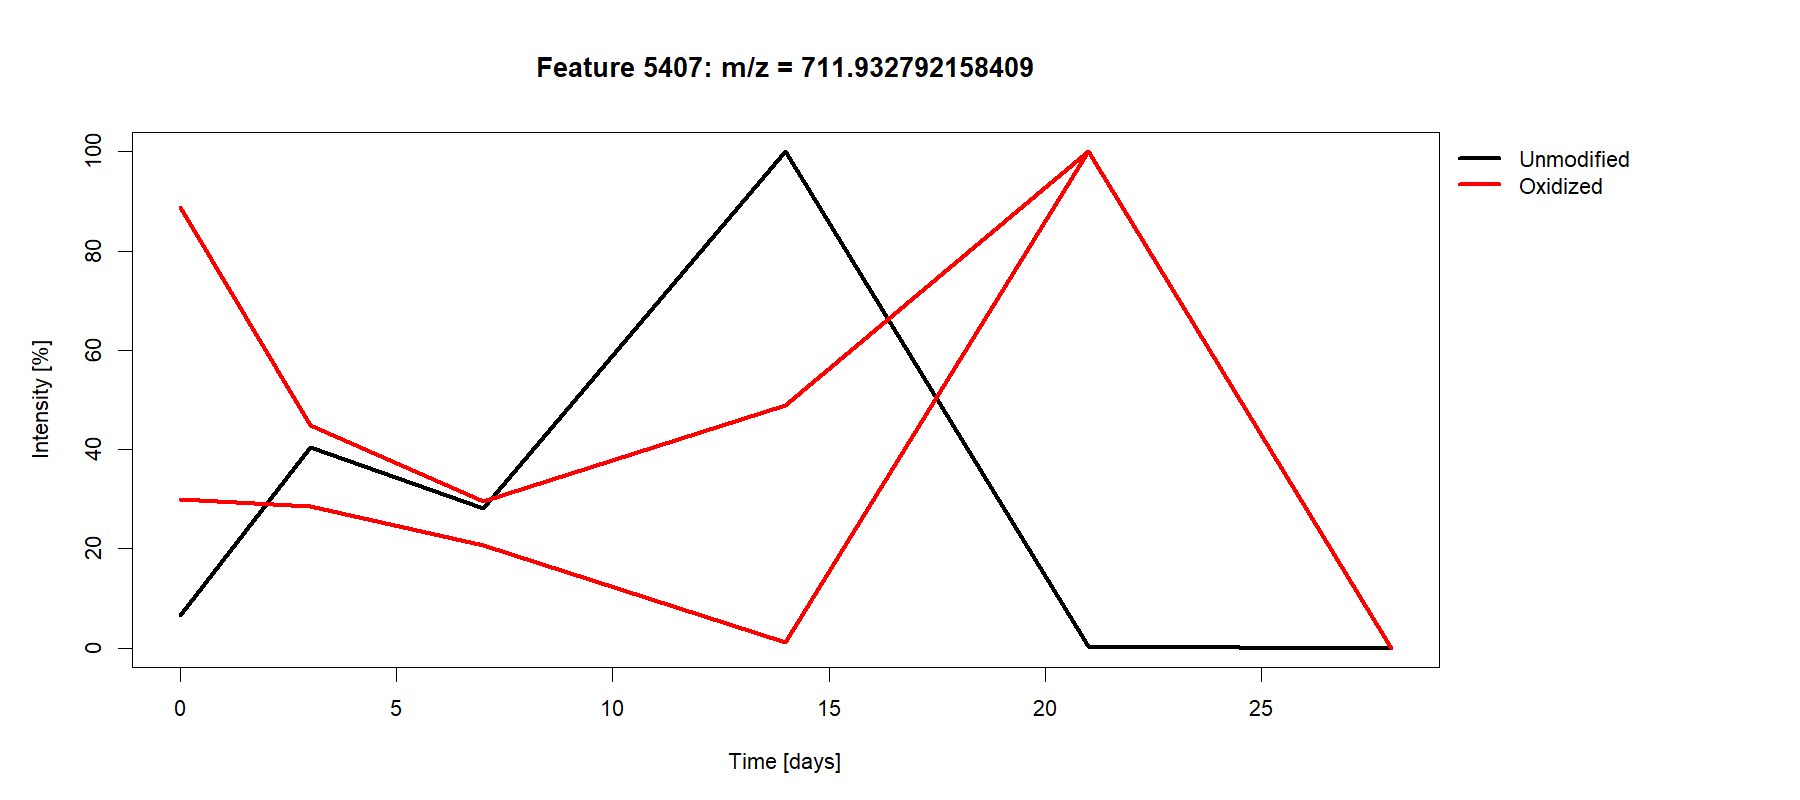 Feature 5407: m/z = 711.932792158409
Unmodified
Oxidized
Intensity [%]
100
80
60
40
20
0
0 5 10 15 20 25
Time [days]